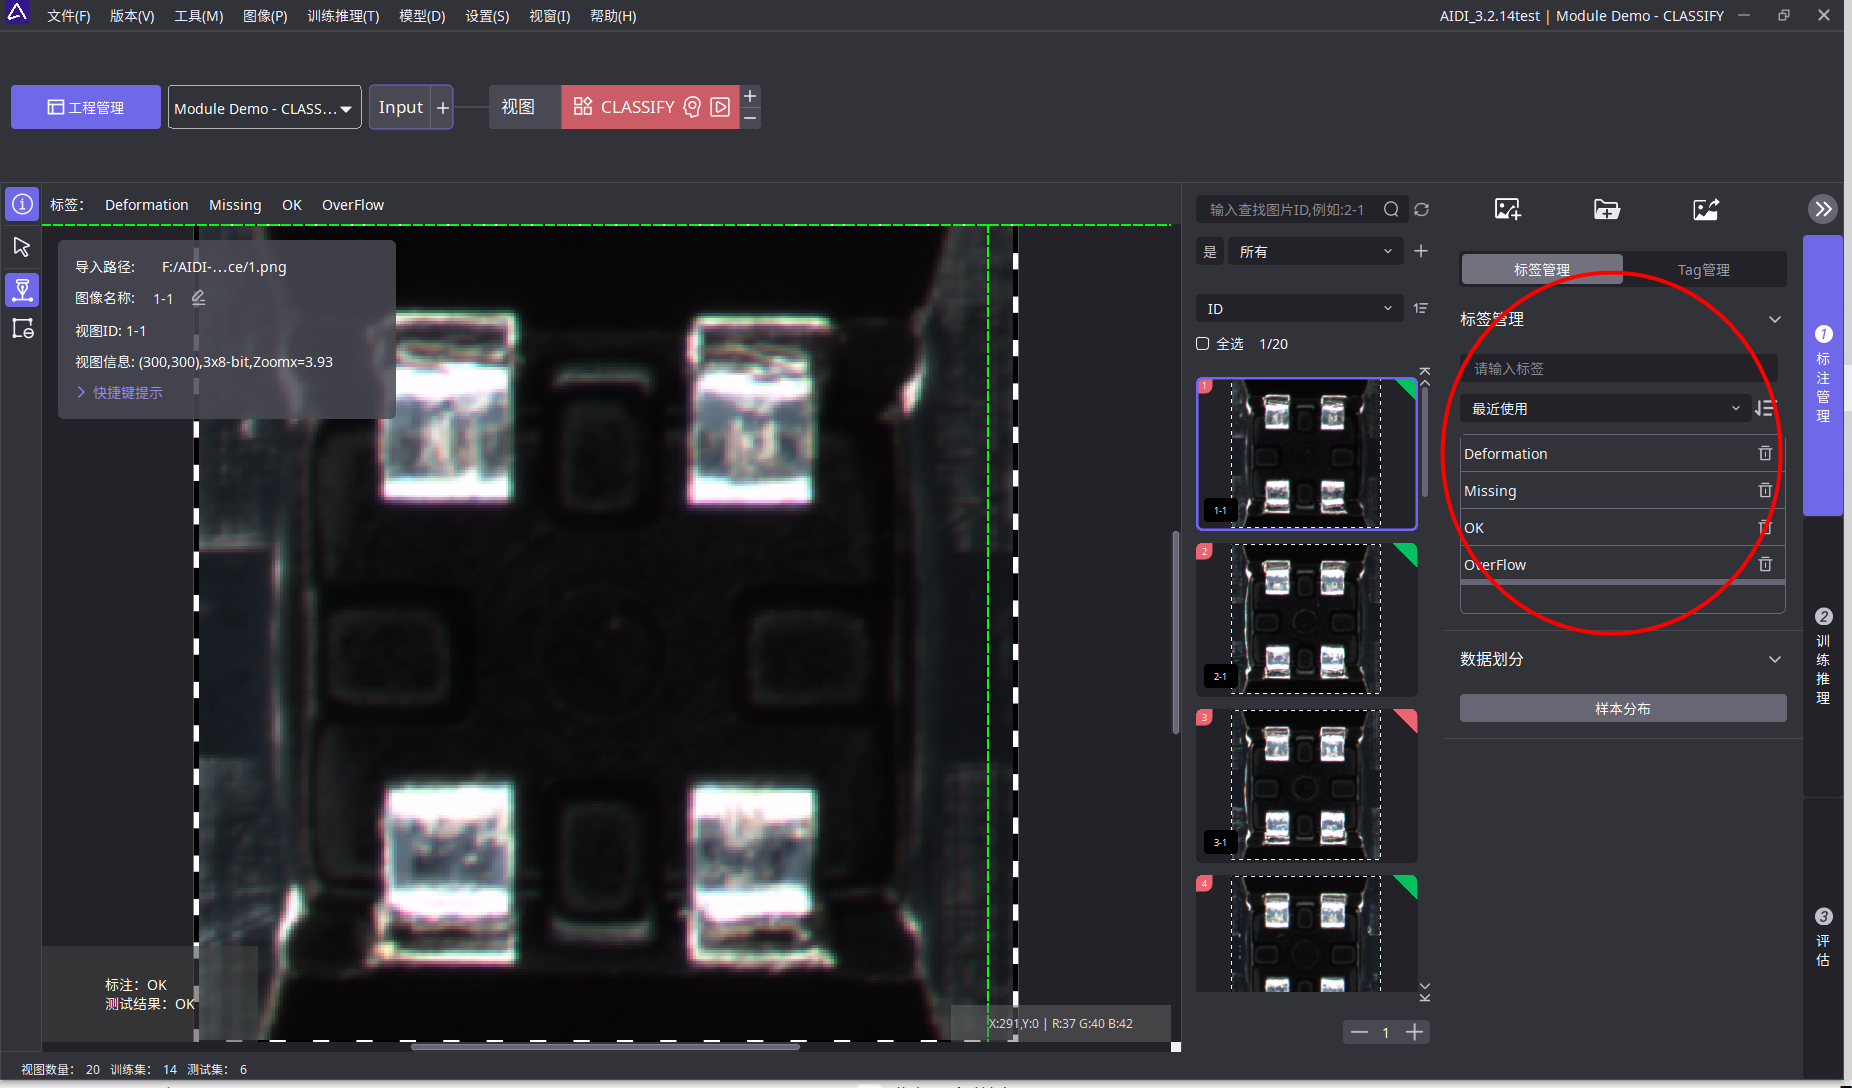 文件(F) 版本(V) 工具(M) 图像(P) 训练推理(T) 模型(D) 设置(S) 视窗(I) 帮助(H)
AIDI_3.2.14test | Module Demo - CLASSIFY
工程管理
Module Demo - CLASS...
Input +
视图
CLASSIFY
标签： Deformation Missing OK OverFlow
导入路径: F:/AIDI-...ce/1.png
图像名称: 1-1
视图ID: 1-1
视图信息: (300,300),3x8-bit,Zoomx=3.93
快捷键提示
标注：OK
测试结果：OK
X:291,Y:0 | R:37 G:40 B:42
输入查找图片ID,例如:2-1
是 所有
ID
全选 1/20
1
1-1
2
2-1
3
3-1
4
1
标签管理 Tag管理
标签管理
请输入标签
最近使用
Deformation
Missing
OK
OverFlow
数据划分
样本分布
1
标注管理
2
训练推理
3
评估
视图数量： 20 训练集： 14 测试集： 6